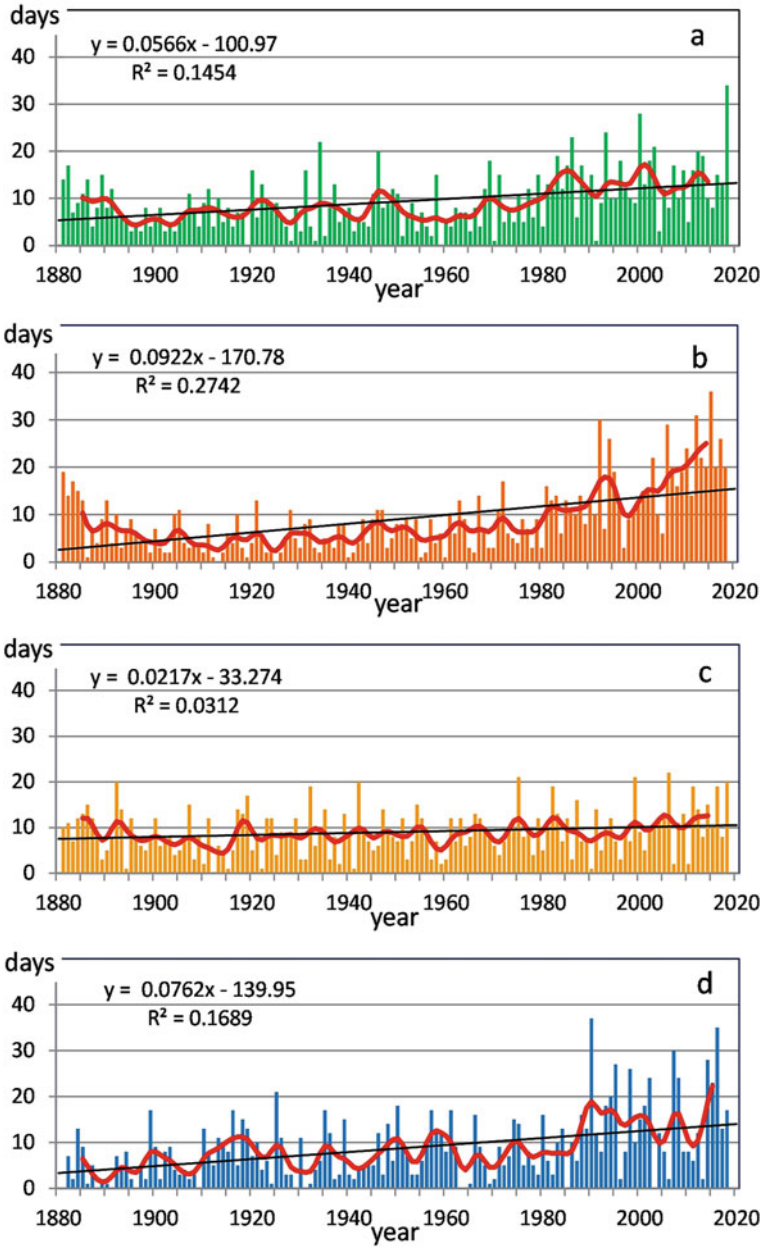 days
y = 0.0566x - 100.97
R² = 0.1454
a
40
30
20
10
0
1880 1900 1920 1940 1960 1980 2000 2020
year
days
y = 0.0922x - 170.78
R² = 0.2742
b
40
30
20
10
0
1880 1900 1920 1940 1960 1980 2000 2020
year
days
y = 0.0217x - 33.274
R² = 0.0312
c
40
30
20
10
0
1880 1900 1920 1940 1960 1980 2000 2020
year
days
y = 0.0762x - 139.95
R² = 0.1689
d
40
30
20
10
0
1880 1900 1920 1940 1960 1980 2000 2020
year